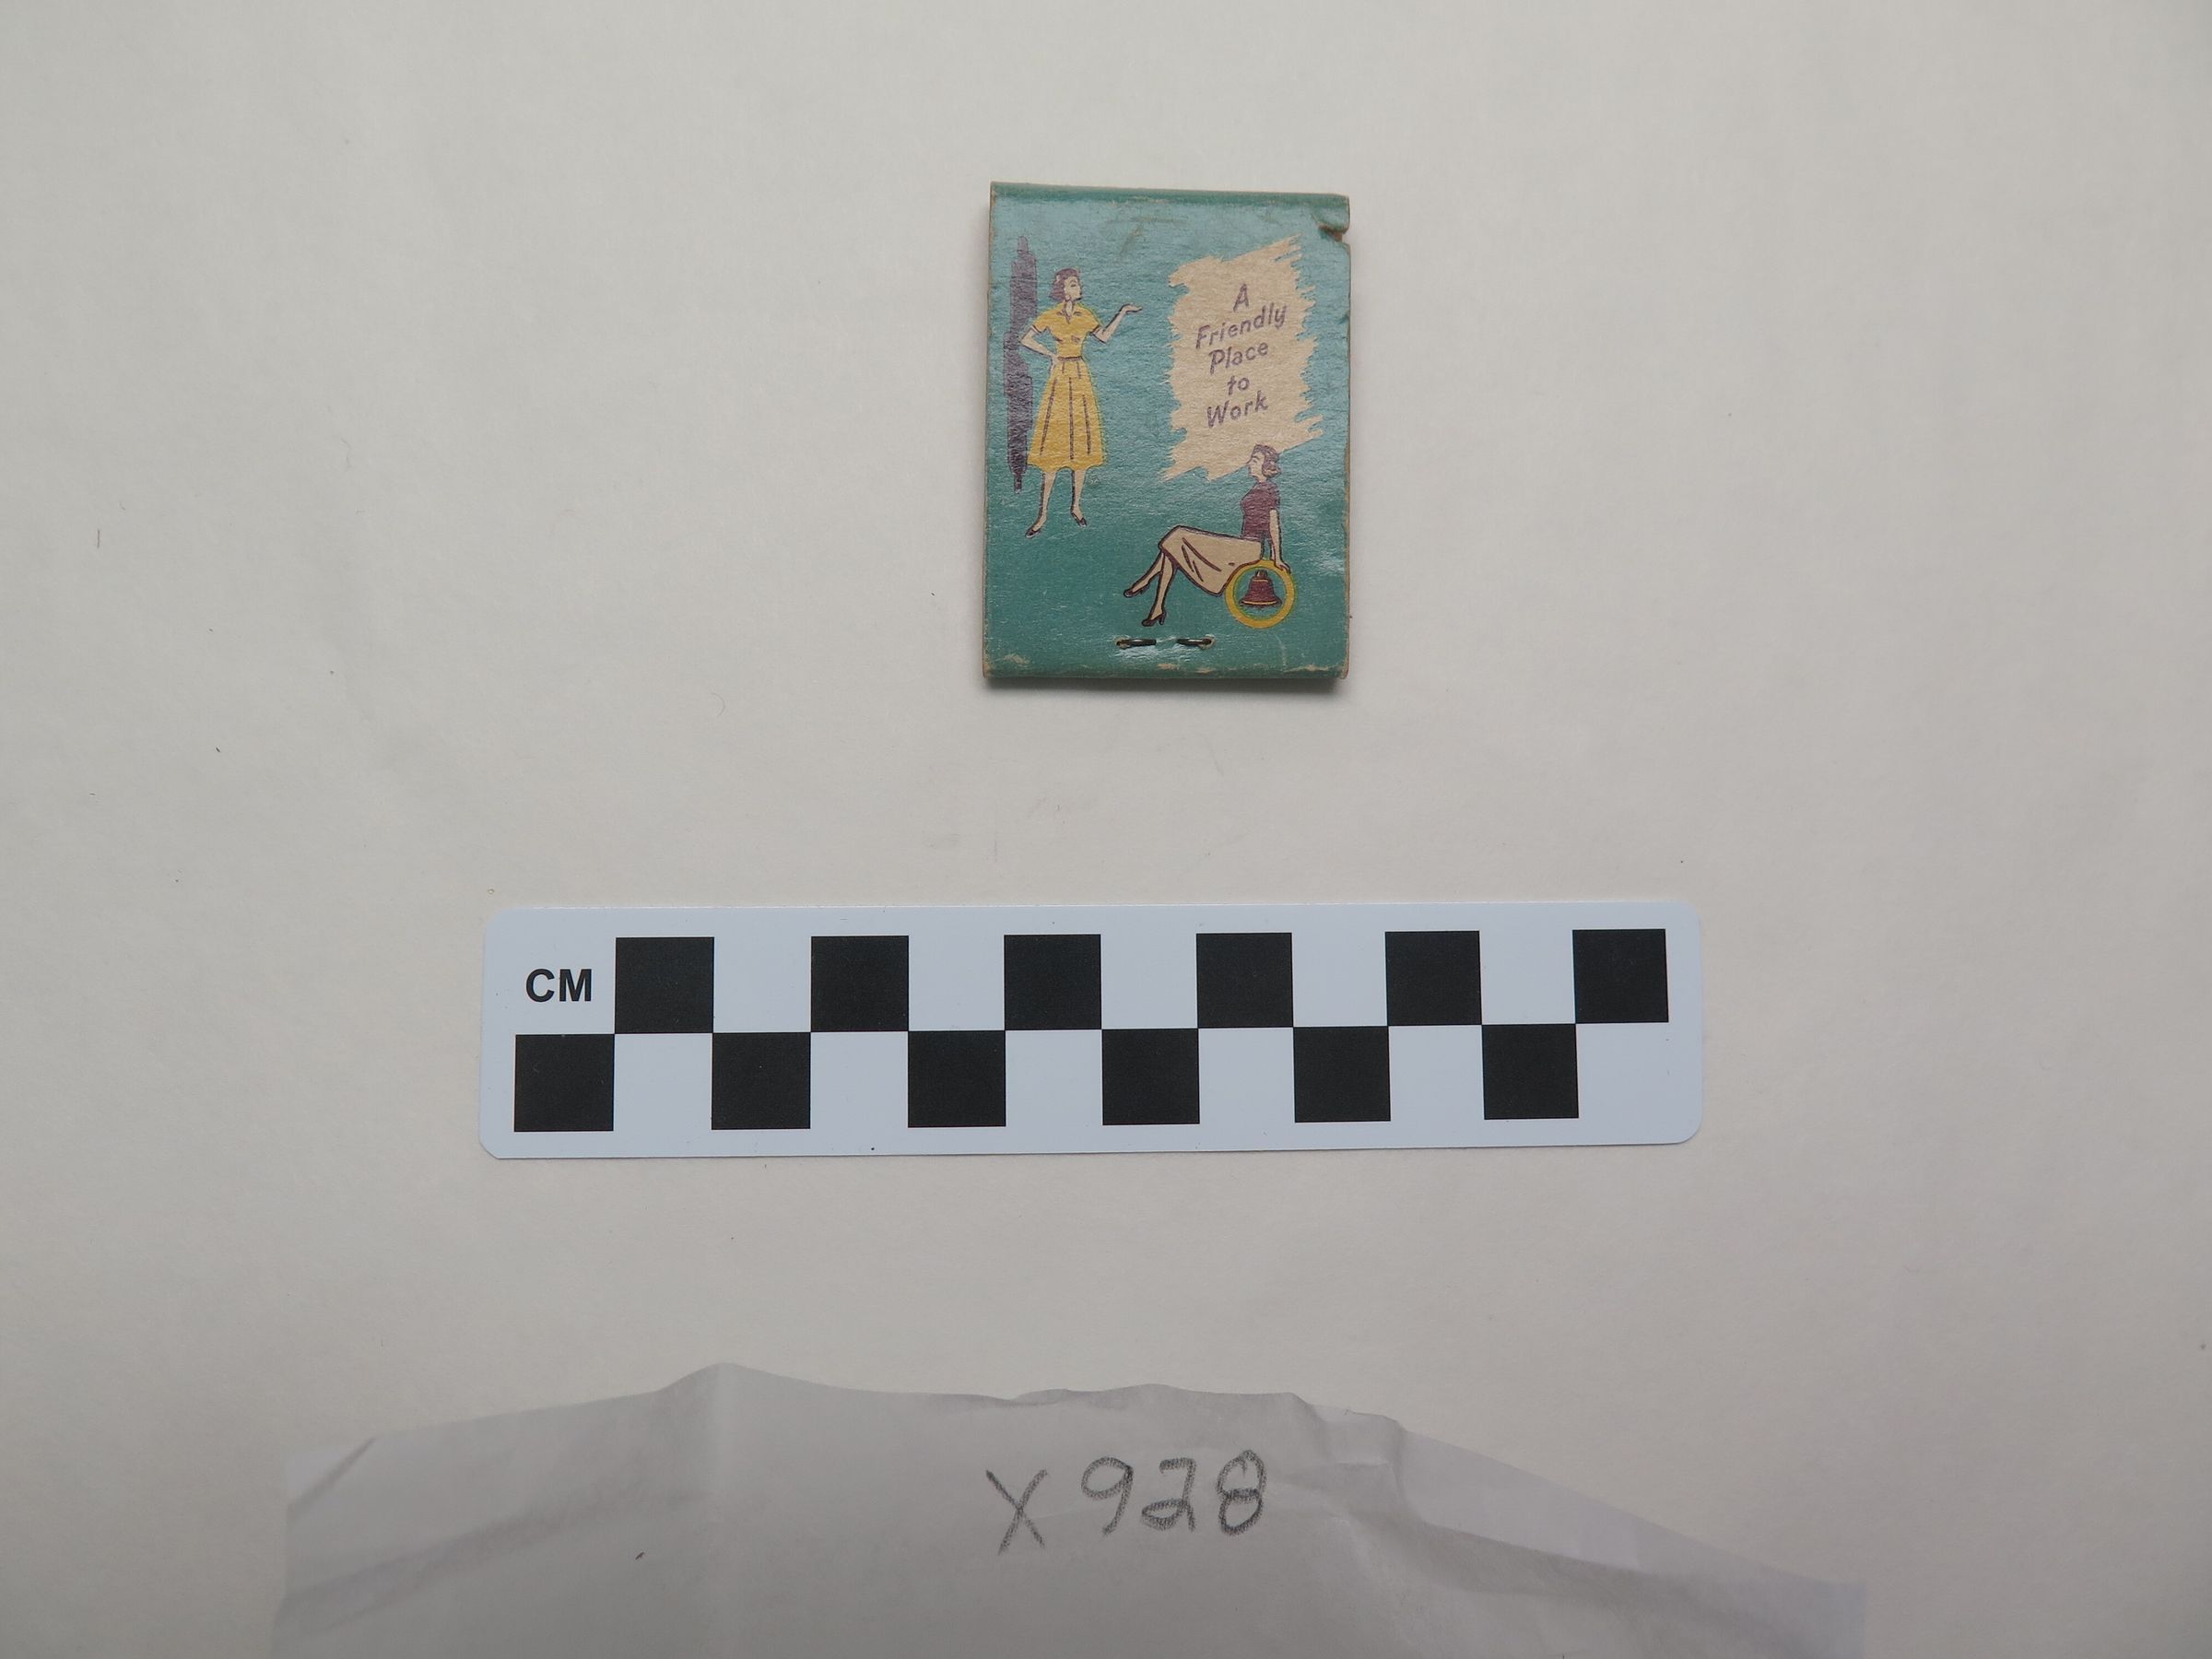 A
Friendly
Place
to
Work
CM
X928